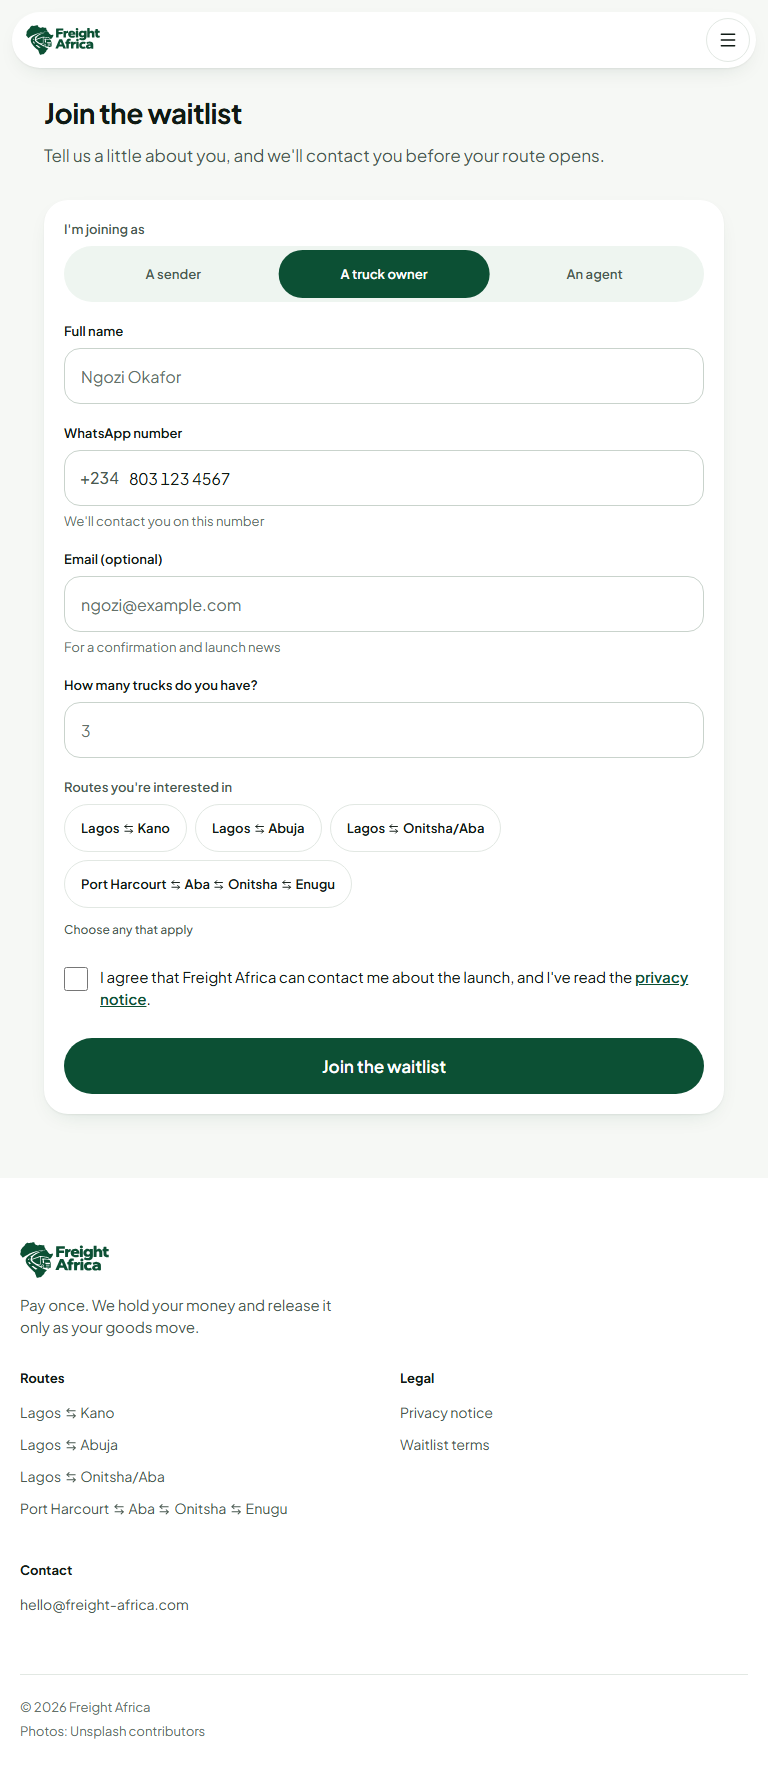 Freight
Africa
Join the waitlist
Tell us a little about you, and we'll contact you before your route opens.
I'm joining as
A sender
A truck owner
An agent
Full name
Ngozi Okafor
WhatsApp number
+234 803 123 4567
We'll contact you on this number
Email (optional)
ngozi@example.com
For a confirmation and launch news
How many trucks do you have?
3
Routes you're interested in
Lagos ⇆ Kano
Lagos ⇆ Abuja
Lagos ⇆ Onitsha/Aba
Port Harcourt ⇆ Aba ⇆ Onitsha ⇆ Enugu
Choose any that apply
I agree that Freight Africa can contact me about the launch, and I've read the privacy
notice.
Join the waitlist
Freight
Africa
Pay once. We hold your money and release it
only as your goods move.
Routes
Lagos ⇆ Kano
Lagos ⇆ Abuja
Lagos ⇆ Onitsha/Aba
Port Harcourt ⇆ Aba ⇆ Onitsha ⇆ Enugu
Legal
Privacy notice
Waitlist terms
Contact
hello@freight-africa.com
© 2026 Freight Africa
Photos: Unsplash contributors